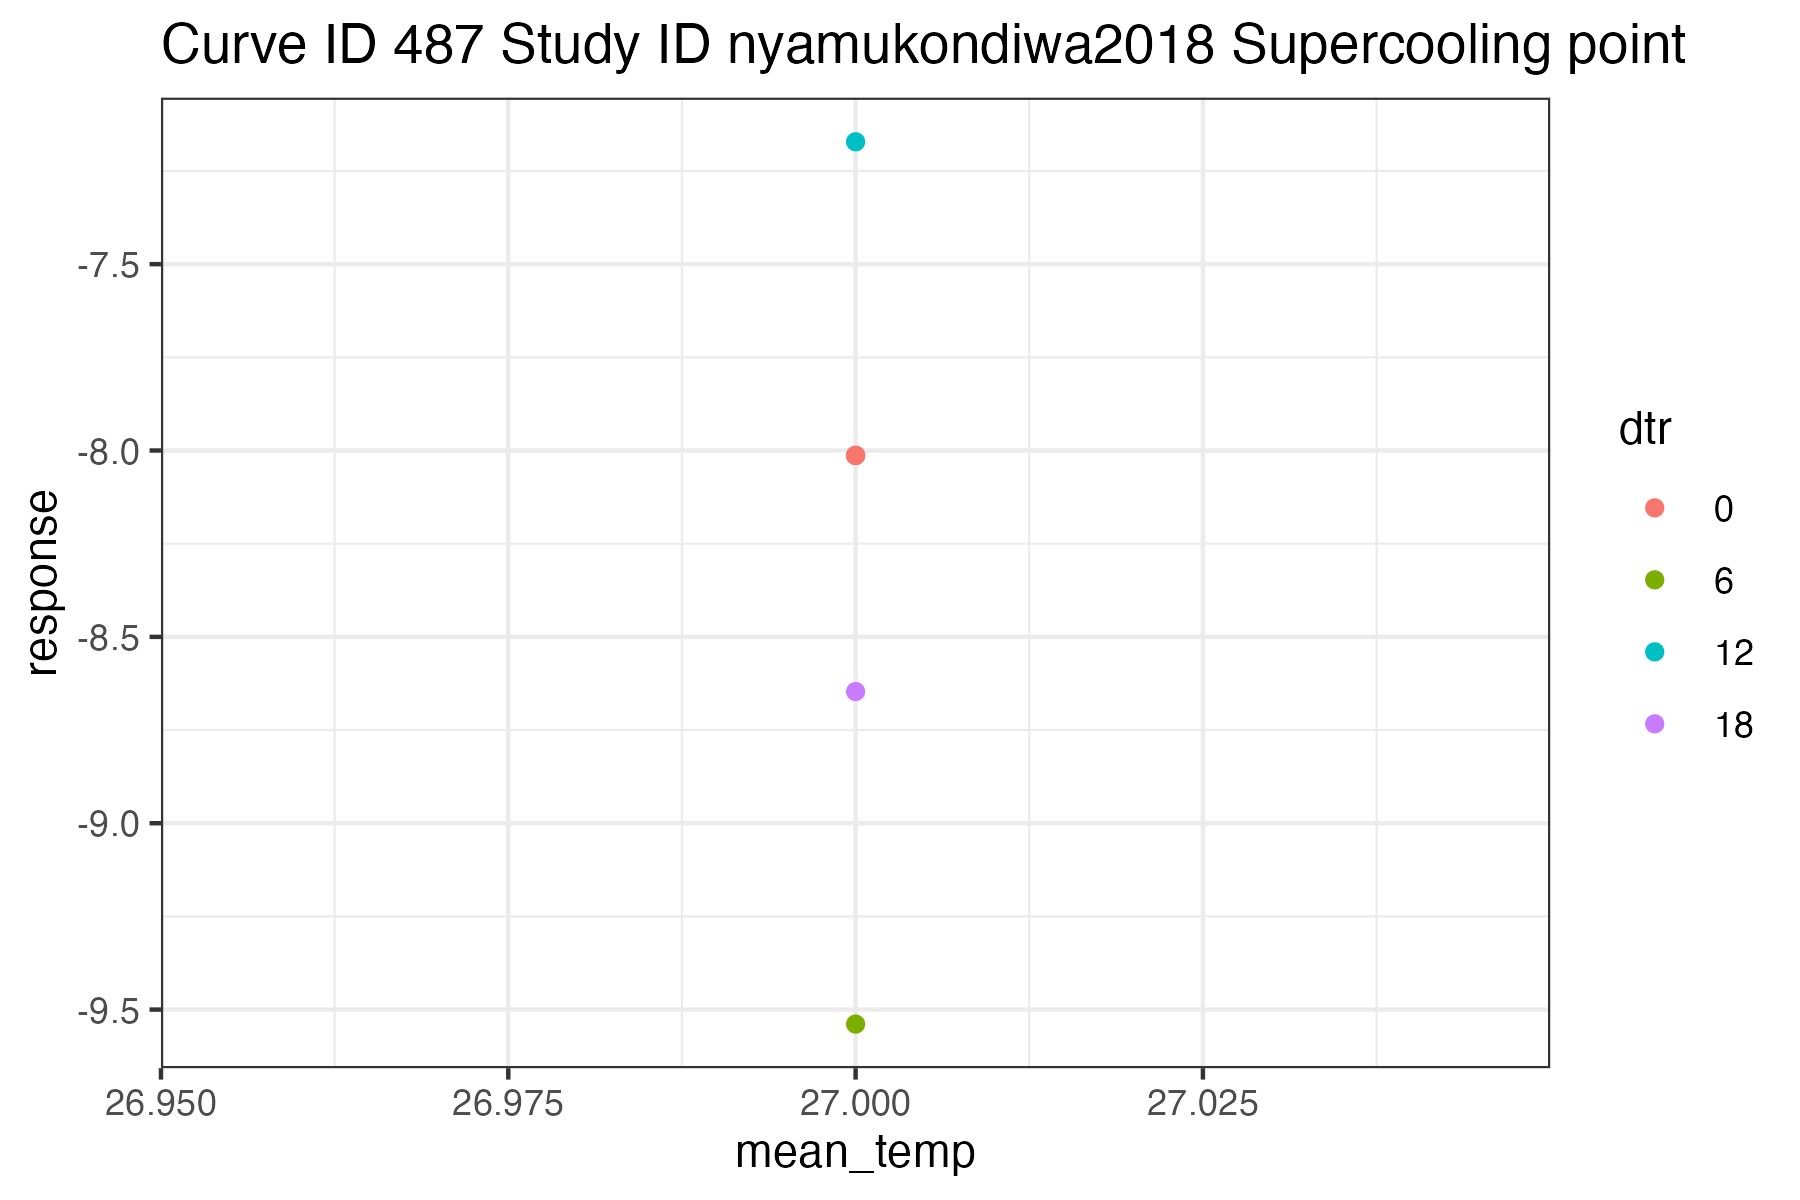 Curve ID 487 Study ID nyamukondiwa2018 Supercooling point
response
-7.5
-8.0
-8.5
-9.0
-9.5
26.950 26.975 27.000 27.025
mean_temp
dtr
0
6
12
18